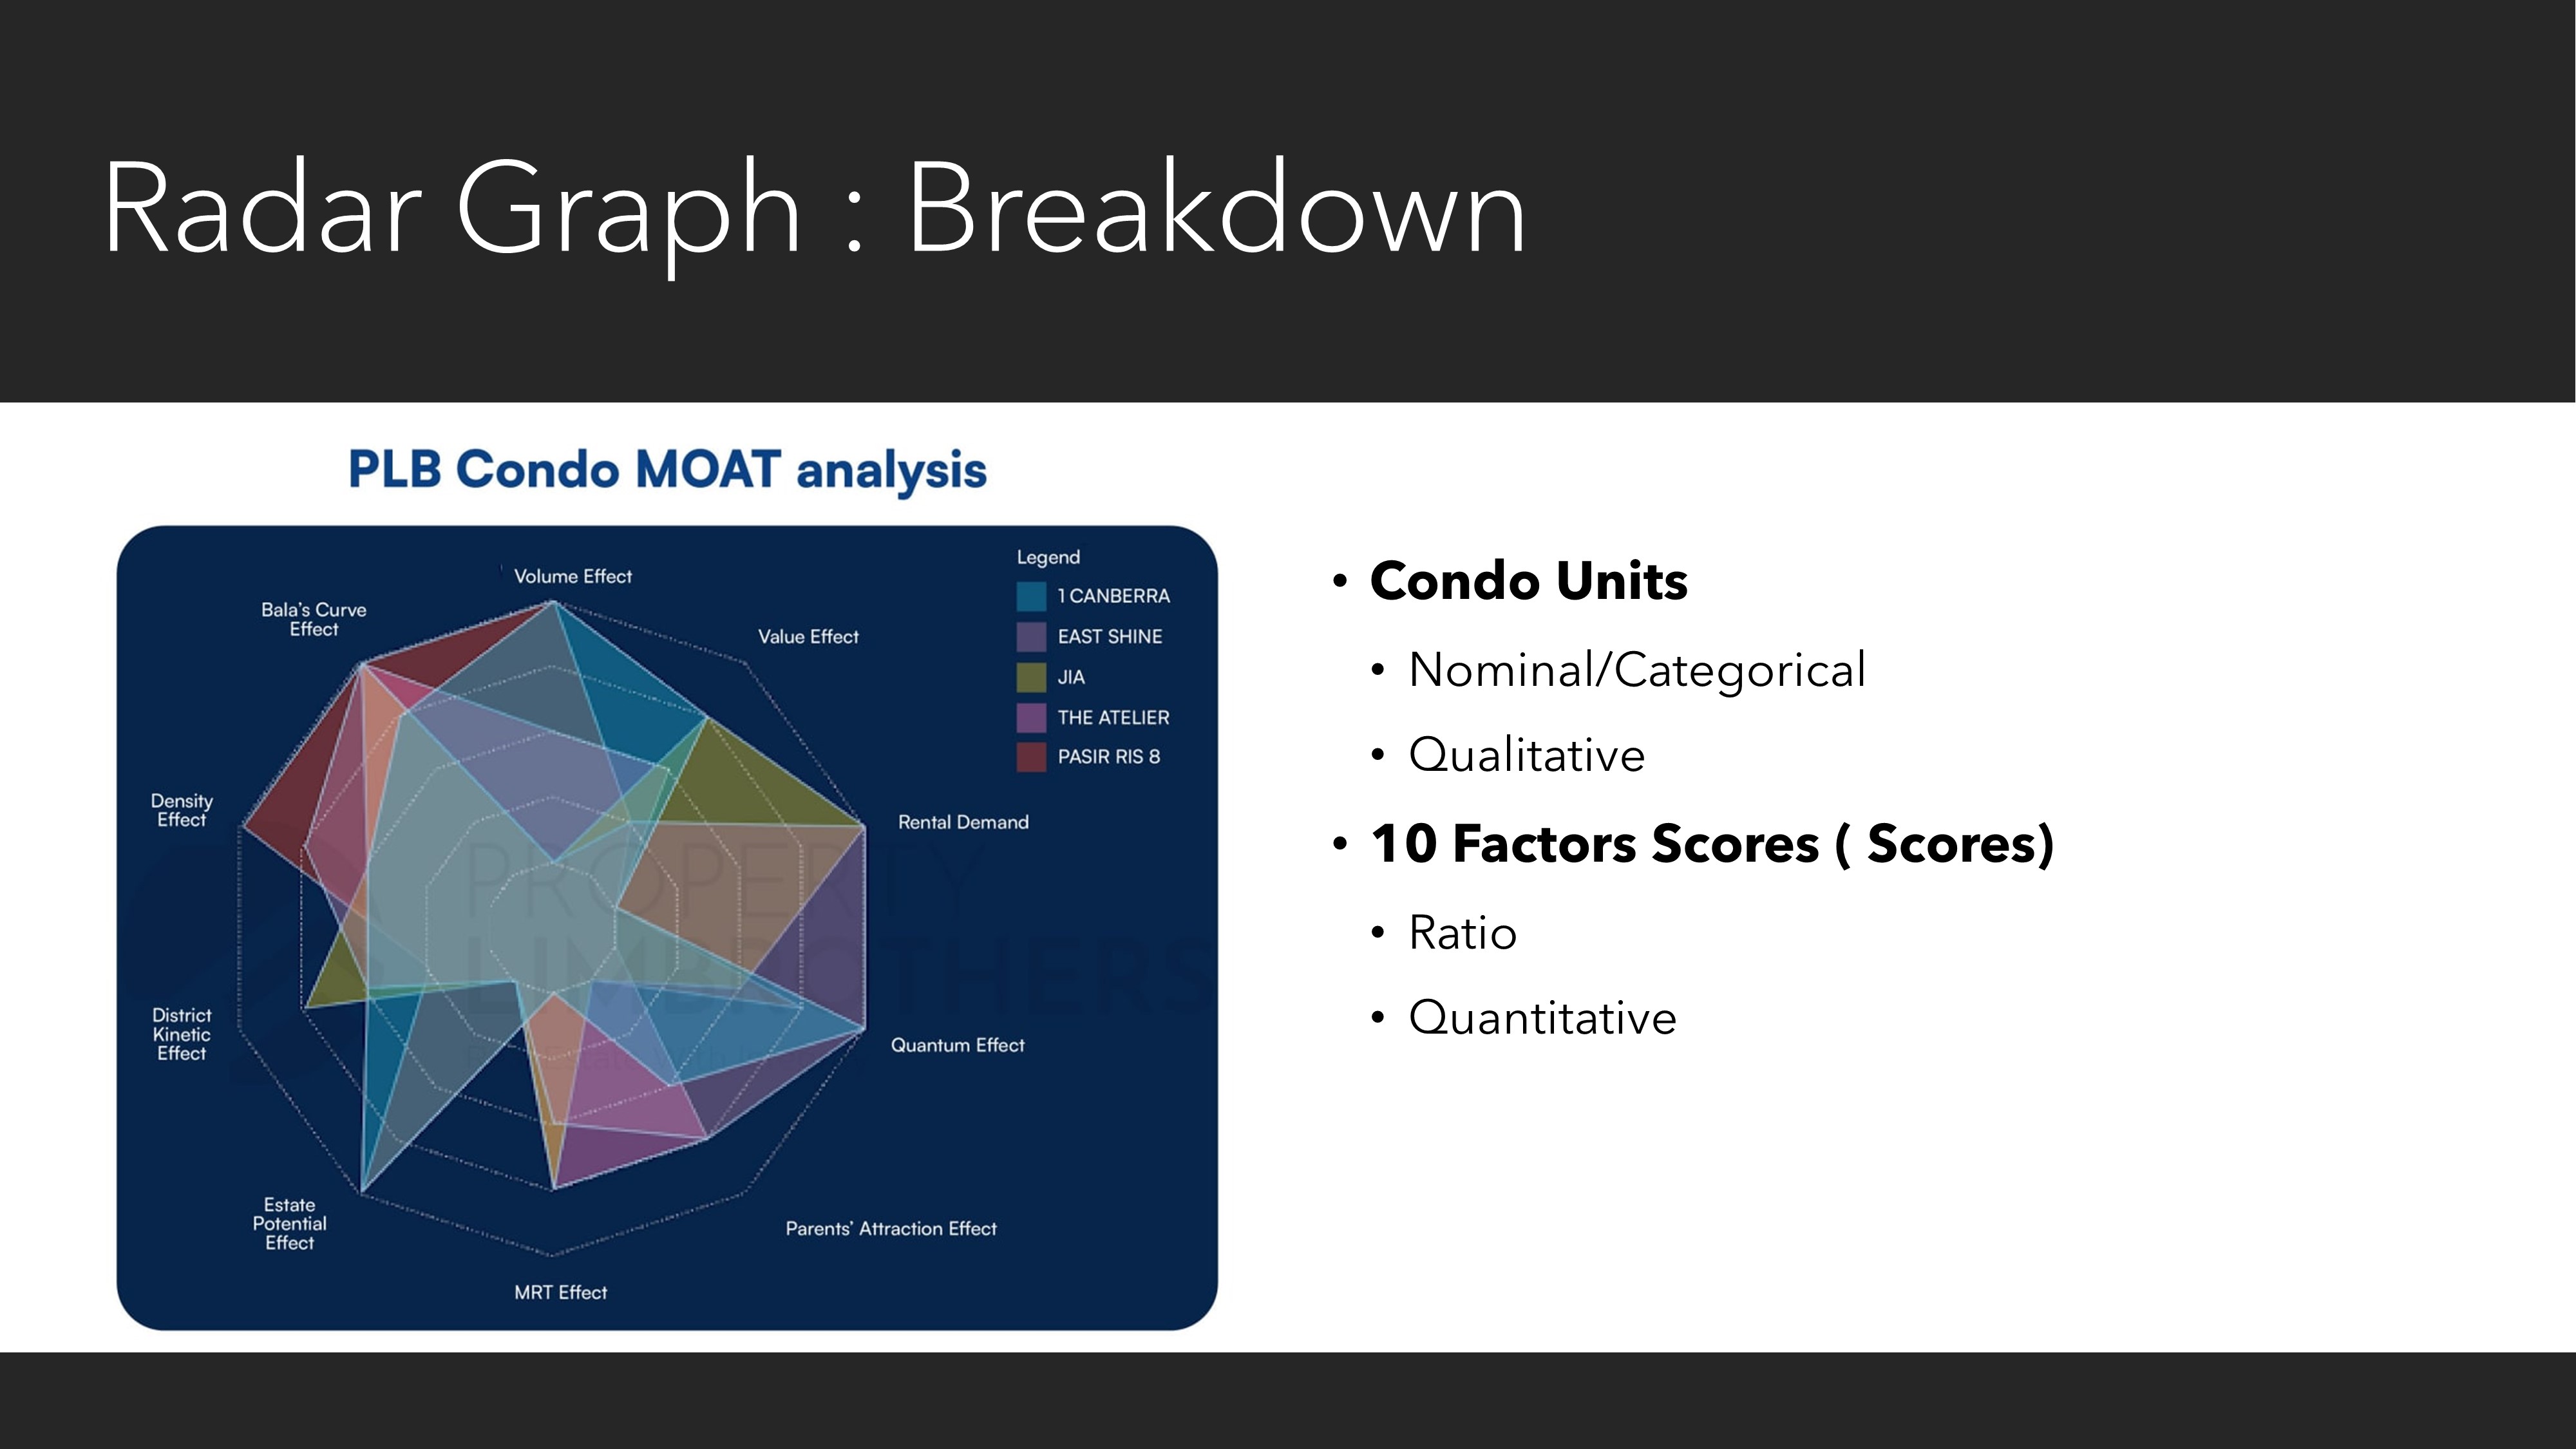 Radar Graph : Breakdown
PLB Condo MOAT analysis
Legend
1 CANBERRA
EAST SHINE
JIA
THE ATELIER
PASIR RIS 8
Volume Effect
Value Effect
Rental Demand
Quantum Effect
Parents’ Attraction Effect
MRT Effect
Estate
Potential
Effect
District
Kinetic
Effect
Density
Effect
Bala’s Curve
Effect
PROPERTY
LIMBROTHERS
• Condo Units
• Nominal/Categorical
• Qualitative
• 10 Factors Scores ( Scores)
• Ratio
• Quantitative